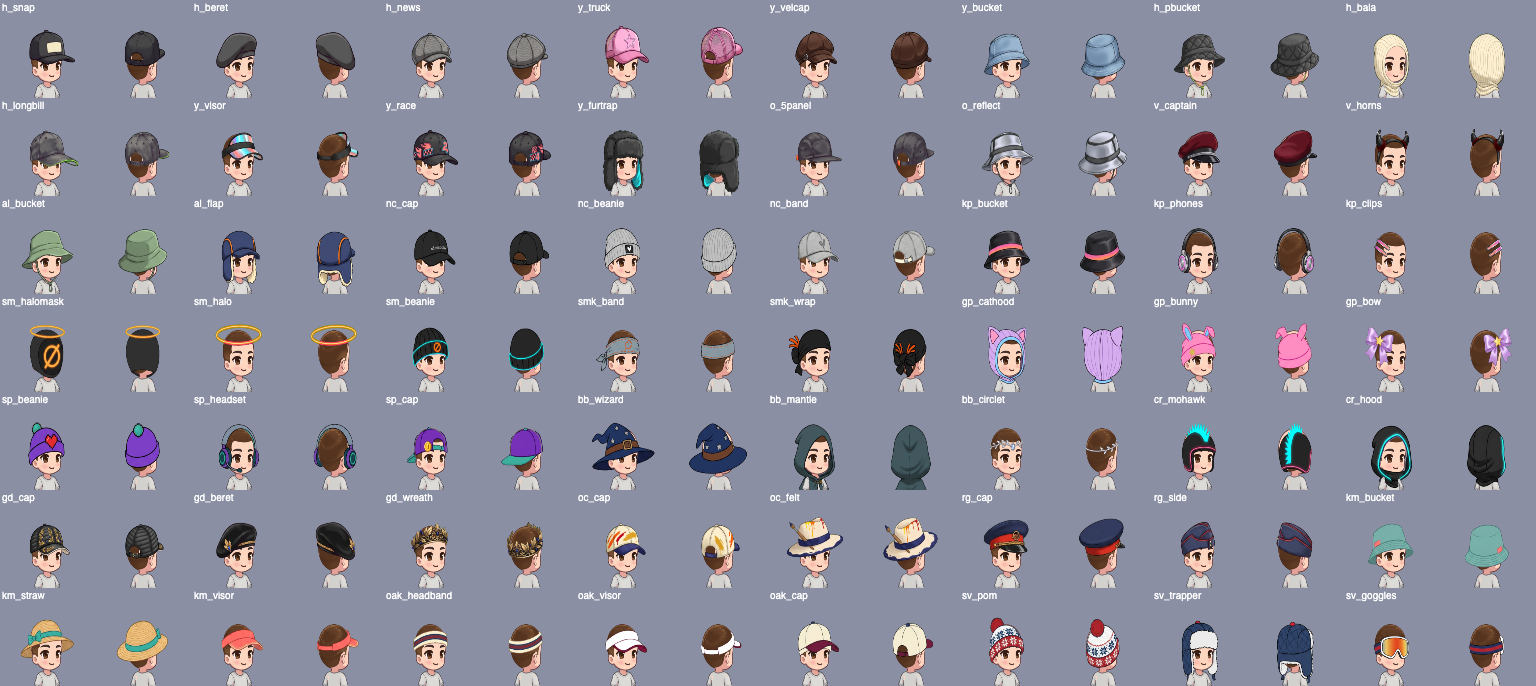 h_snap h_beret h_news y_truck y_velcap y_bucket h_pbucket h_bala
h_longbill y_visor y_race y_furtrap o_5panel o_reflect v_captain v_horns
al_bucket al_flap nc_cap nc_beanie nc_band kp_bucket kp_phones kp_clips
sm_halomask sm_halo sm_beanie smk_band smk_wrap gp_cathood gp_bunny gp_bow
sp_beanie sp_headset sp_cap bb_wizard bb_mantle bb_circlet cr_mohawk cr_hood
gd_cap gd_beret gd_wreath oc_cap oc_felt rg_cap rg_side km_bucket
km_straw km_visor oak_headband oak_visor oak_cap sv_pom sv_trapper sv_goggles